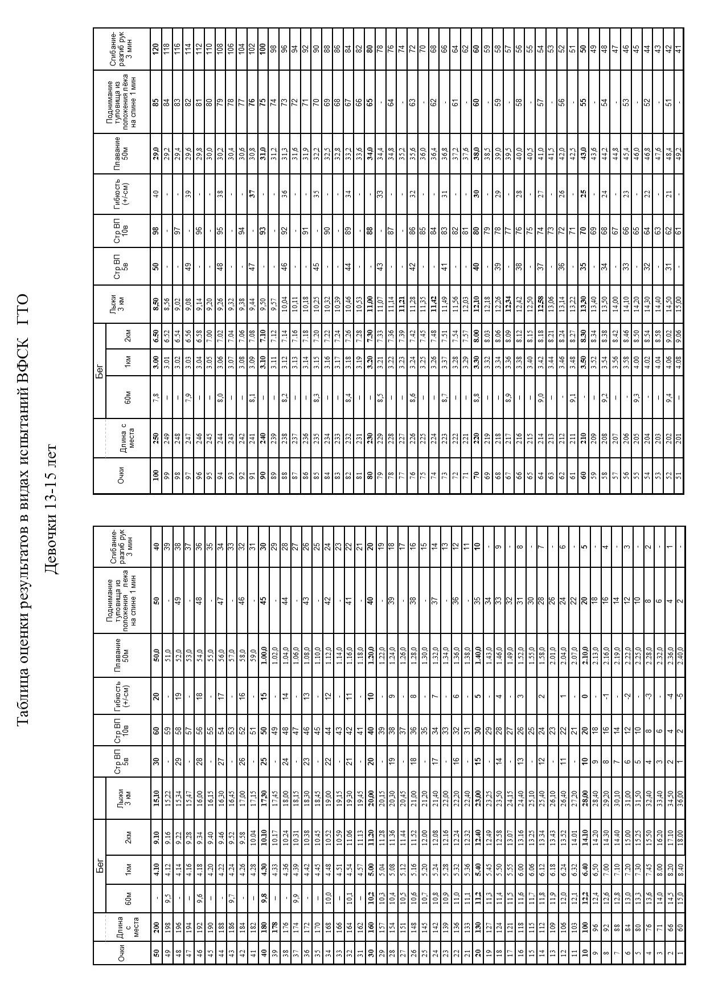 Таблица оценки результатов в видах испытаний ВФСК ГТО
Девочки 13-15 лет
Очки Длина с места Бег 60м 1км 2км Лыжи 3 км Стр ВП 5в Стр ВП 10в Гибкость (+/-см) Плавание 50м Поднимание туловища из положения лежа на спине 1 мин Сгибание-разгиб рук 3 мин
50 200 - 4.10 9.10 15,10 30 60 20 50,0 50 40
49 198 9,5 4.12 9.16 15,22 - 59 - 51,0 - 39
48 196 - 4.14 9.22 15,34 29 58 19 52,0 49 38
47 194 – 4.16 9.28 15,47 - 57 - 53,0 - 37
46 192 9,6 4.18 9.34 16,00 28 56 18 54,0 48 36
45 190 – 4.20 9.40 16,15 - 55 - 55,0 - 35
44 188 – 4.22 9.46 16,30 27 54 17 56,0 47 34
43 186 9,7 4.24 9.52 16,45 - 53 - 57,0 - 33
42 184 – 4.26 9.58 17,00 26 52 16 58,0 46 32
41 182 – 4.28 10.04 17,15 - 51 - 59,0 - 31
40 180 9,8 4.30 10.10 17,30 25 50 15 1.00,0 45 30
39 178 – 4.33 10.17 17,45 - 49 - 1.02,0 - 29
38 176 – 4.36 10.24 18,00 24 48 14 1.04,0 44 28
37 174 9,9 4.39 10.31 18,15 - 47 - 1.06,0 - 27
36 172 - 4.42 10.38 18,30 23 46 13 1.08,0 43 26
35 170 – 4.45 10.45 18,45 - 45 - 1.10,0 - 25
34 168 10,0 4.48 10.52 19,00 22 44 12 1.12,0 42 24
33 166 – 4.51 10.59 19,15 - 43 - 1.14,0 - 23
32 164 10,1 4.54 11.06 19,30 21 42 11 1.16,0 41 22
31 162 – 4.57 11.13 19,45 - 41 - 1.18,0 - 21
30 160 10,2 5.00 11.20 20,00 20 40 10 1.20,0 40 20
29 157 10,3 5.04 11.28 20,15 - 39 - 1.22,0 - 19
28 154 10,4 5.08 11.36 20,30 19 38 9 1.24,0 39 18
27 151 10,5 5.12 11.44 20,45 - 37 - 1.26,0 - 17
26 148 10,6 5.16 11.52 21,00 18 36 8 1.28,0 38 16
25 145 10,7 5.20 12.00 21,20 - 35 - 1.30,0 - 15
24 142 10,8 5.24 12.08 21,40 17 34 7 1.32,0 37 14
23 139 10,9 5.28 12.16 22,00 - 33 - 1.34,0 - 13
22 136 11,0 5.32 12.24 22,20 16 32 6 1.36,0 36 12
21 133 11,1 5.36 12.32 22,40 - 31 - 1.38,0 - 11
20 130 11,2 5.40 12.40 23,00 15 30 5 1.40,0 35 10
19 127 11,3 5.45 12.49 23,25 - 29 - 1.43,0 34 -
18 124 11,4 5.50 12.58 23,50 14 28 4 1.46,0 33 9
17 121 11,5 5.55 13.07 24,15 - 27 - 1.49,0 32 -
16 118 11,6 6.00 13.16 24,40 13 26 3 1.52,0 31 8
15 115 11,7 6.06 13.25 25,10 - 25 - 1.55,0 30 -
14 112 11,8 6.12 13.34 25,40 12 24 2 1.58,0 28 7
13 109 11,9 6.18 13.43 26,10 - 23 - 2.01,0 26 -
12 106 12,0 6.24 13.52 26,40 11 22 1 2.04,0 24 6
11 103 12,1 6.32 14.01 27,20 - 21 - 2.07,0 22 -
10 100 12,2 6.40 14.10 28,00 10 20 0 2.10,0 20 5
9 96 12,4 6,50 14.20 28,40 9 18 - 2.13,0 18 -
8 92 12,6 7.00 14.30 29,20 8 16 -1 2.16,0 16 4
7 88 12,8 7.10 14.40 30,10 7 14 - 2.19,0 14 -
6 84 13,0 7.20 15.00 31,00 6 12 -2 2.22,0 12 3
5 80 13,3 7.30 15.25 31,50 5 10 - 2.25,0 10 -
4 76 13,6 7.45 15.50 32,40 4 8 -3 2.28,0 8 2
3 71 14,0 8.00 16.20 33,40 3 6 - 2.32,0 6 -
2 66 14,5 8.20 17.10 34,50 2 4 -4 2.36,0 4 1
1 60 15,0 8.40 18.00 36,00 1 2 -5 2.40,0 2 -
Очки Длина с места Бег 60м 1км 2км Лыжи 3 км Стр ВП 5в Стр ВП 10в Гибкость (+/-см) Плавание 50м Поднимание туловища из положения лёжа на спине 1 мин Сгибание-разгиб рук 3 мин
100 250 7,8 3.00 6.50 8,50 50 98 40 29,0 85 120
99 249 – 3.01 6.52 8,56 - - - 29,2 84 118
98 248 – 3.02 6.54 9,02 - 97 - 29,4 83 116
97 247 7,9 3.03 6.56 9,08 49 - 39 29,6 82 114
96 246 – 3.04 6.58 9,14 - 96 - 29,8 81 112
95 245 – 3.05 7.00 9,20 - - - 30,0 80 110
94 244 8,0 3.06 7.02 9,26 48 95 38 30,2 79 108
93 243 – 3.07 7.04 9,32 - - - 30,4 78 106
92 242 – 3.08 7.06 9,38 - 94 - 30,6 77 104
91 241 8,1 3.09 7.08 9,44 47 - 37 30,8 76 102
90 240 – 3.10 7.10 9,50 - 93 - 31,0 75 100
89 239 – 3.11 7.12 9,57 - - - 31,2 74 98
88 238 8,2 3.12 7.14 10,04 46 92 36 31,3 73 96
87 237 – 3.13 7.16 10,11 - - - 31,6 72 94
86 236 – 3.14 7.18 10,18 - 91 - 31,9 71 92
85 235 8,3 3.15 7.20 10,25 45 - 35 32,2 70 90
84 234 – 3.16 7.22 10,32 - 90 - 32,5 69 88
83 233 – 3.17 7.24 10,39 - - - 32,8 68 86
82 232 8,4 3.18 7.26 10,46 44 89 34 33,2 67 84
81 231 – 3.19 7.28 10,53 - - - 33,6 66 82
80 230 – 3.20 7.30 11,00 - 88 - 34,0 65 80
79 229 8,5 3.21 7.33 11,07 43 - 33 34,4 - 78
78 228 – 3.22 7.36 11,14 - 87 - 34,8 64 76
77 227 – 3.23 7.39 11,21 - - - 35,2 - 74
76 226 8,6 3.24 7.42 11,28 42 86 32 35,6 63 72
75 225 – 3.25 7.45 11,35 - 85 - 36,0 - 70
74 224 – 3.26 7.48 11,42 - 84 - 36,4 62 68
73 223 8,7 3.37 7.51 11,49 41 83 31 36,8 - 66
72 222 – 3.28 7.54 11,56 - 82 - 37,2 61 64
71 221 – 3.29 7.57 12,03 - 81 - 37,6 - 62
70 220 8,8 3.30 8.00 12,10 40 80 30 38,0 60 60
69 219 – 3.32 8.03 12,18 - 79 - 38,5 - 59
68 218 – 3.34 8.06 12,26 39 78 29 39,0 59 58
67 217 8,9 3.36 8.09 12,34 - 77 - 39,5 - 57
66 216 – 3.38 8.12 12,42 38 76 28 40,0 58 56
65 215 – 3.40 8.15 12,50 - 75 - 40,5 - 55
64 214 9,0 3.42 8.18 12,58 37 74 27 41,0 57 54
63 213 – 3.44 8.21 13,06 - 73 - 41,5 - 53
62 212 - 3.46 8.24 13,14 36 72 26 42,0 56 52
61 211 9,1 3.48 8.27 13,22 - 71 - 42,5 - 51
60 210 - 3.50 8.30 13,30 35 70 25 43,0 55 50
59 209 – 3.52 8.34 13,40 - 69 - 43,6 - 49
58 208 9,2 3.54 8.38 13,50 34 68 24 44,2 54 48
57 207 – 3.56 8.42 14,00 - 67 - 44,8 - 47
56 206 - 3.58 8.46 14,10 33 66 23 45,4 53 46
55 205 9,3 4.00 8.50 14,20 - 65 - 46,0 - 45
54 204 - 4.02 8.54 14,30 32 64 22 46,8 52 44
53 203 – 4.04 8.58 14,40 - 63 - 47,6 - 43
52 202 9,4 4.06 9.02 14,50 31 62 21 48,4 51 42
51 201 – 4.08 9.06 15,00 - 61 - 49,2 - 41